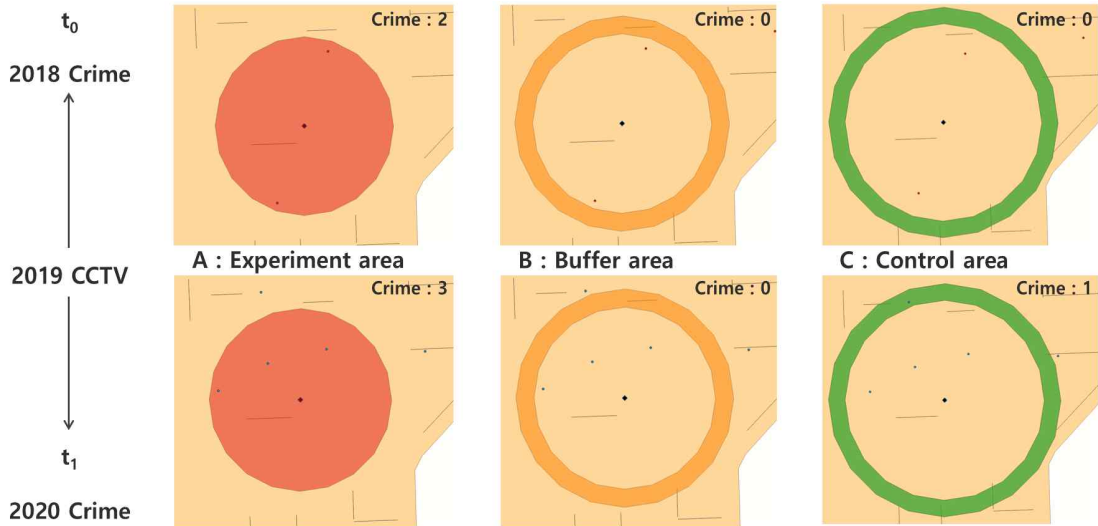 t0
2018 Crime
Crime : 2
Crime : 0
Crime : 0
2019 CCTV
A : Experiment area
B : Buffer area
C : Control area
Crime : 3
Crime : 0
Crime : 1
t1
2020 Crime